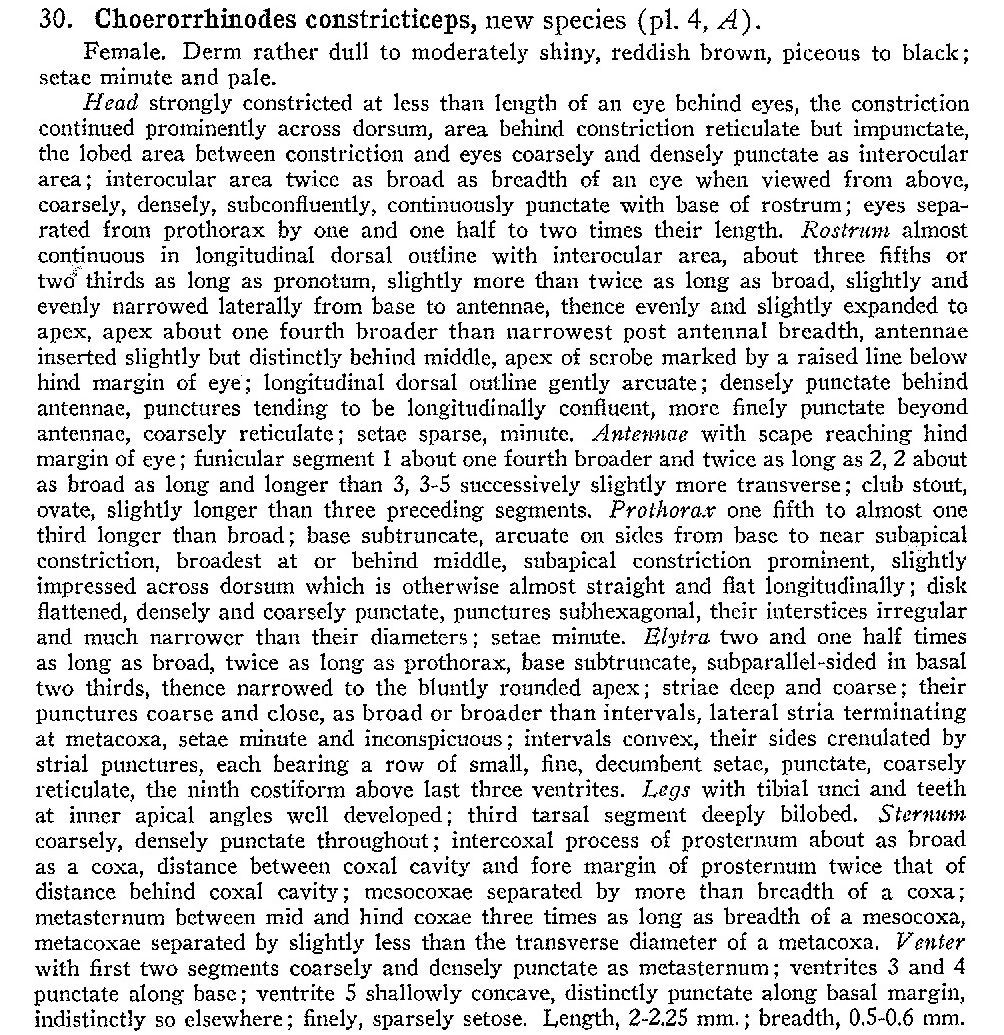 30. Choerorrhinodes constricticeps, new species (pl. 4, A).
Female. Derm rather dull to moderately shiny, reddish brown, piceous to black;
setae minute and pale.
Head strongly constricted at less than length of an eye behind eyes, the constriction
continued prominently across dorsum, area behind constriction reticulate but impunctate,
the lobed area between constriction and eyes coarsely and densely punctate as interocular
area; interocular area twice as broad as breadth of an eye when viewed from above,
coarsely, densely, subconfluently, continuously punctate with base of rostrum; eyes sepa-
rated from prothorax by one and one half to two times their length. Rostrum almost
continuous in longitudinal dorsal outline with interocular area, about three fifths or
two thirds as long as pronotum, slightly more than twice as long as broad, slightly and
evenly narrowed laterally from base to antennae, thence evenly and slightly expanded to
apex, apex about one fourth broader than narrowest post antennal breadth, antennae
inserted slightly but distinctly behind middle, apex of scrobe marked by a raised line below
hind margin of eye; longitudinal dorsal outline gently arcuate; densely punctate behind
antennae, punctures tending to be longitudinally confluent, more finely punctate beyond
antennae, coarsely reticulate; setae sparse, minute. Antennae with scape reaching hind
margin of eye; funicular segment 1 about one fourth broader and twice as long as 2, 2 about
as broad as long and longer than 3, 3-5 successively slightly more transverse; club stout,
ovate, slightly longer than three preceding segments. Prothorax one fifth to almost one
third longer than broad; base subtruncate, arcuate on sides from base to near subapical
constriction, broadest at or behind middle, subapical constriction prominent, slightly
impressed across dorsum which is otherwise almost straight and flat longitudinally; disk
flattened, densely and coarsely punctate, punctures subhexagonal, their interstices irregular
and much narrower than their diameters; setae minute. Elytra two and one half times
as long as broad, twice as long as prothorax, base subtruncate, subparallel-sided in basal
two thirds, thence narrowed to the bluntly rounded apex; striae deep and coarse; their
punctures coarse and close, as broad or broader than intervals, lateral stria terminating
at metacoxa, setae minute and inconspicuous; intervals convex, their sides crenulated by
strial punctures, each bearing a row of small, fine, decumbent setae, punctate, coarsely
reticulate, the ninth costiform above last three ventrites. Legs with tibial unci and teeth
at inner apical angles well developed; third tarsal segment deeply bilobed. Sternum
coarsely, densely punctate throughout; intercoxal process of prosternum about as broad
as a coxa, distance between coxal cavity and fore margin of prosternum twice that of
distance behind coxal cavity; mesocoxae separated by more than breadth of a coxa;
metasternum between mid and hind coxae three times as long as breadth of a mesocoxa,
metacoxae separated by slightly less than the transverse diameter of a metacoxa. Venter
with first two segments coarsely and densely punctate as metasternum; ventrites 3 and 4
punctate along base; ventrite 5 shallowly concave, distinctly punctate along basal margin,
indistinctly so elsewhere; finely, sparsely setose. Length, 2-2.25 mm.; breadth, 0.5-0.6 mm.